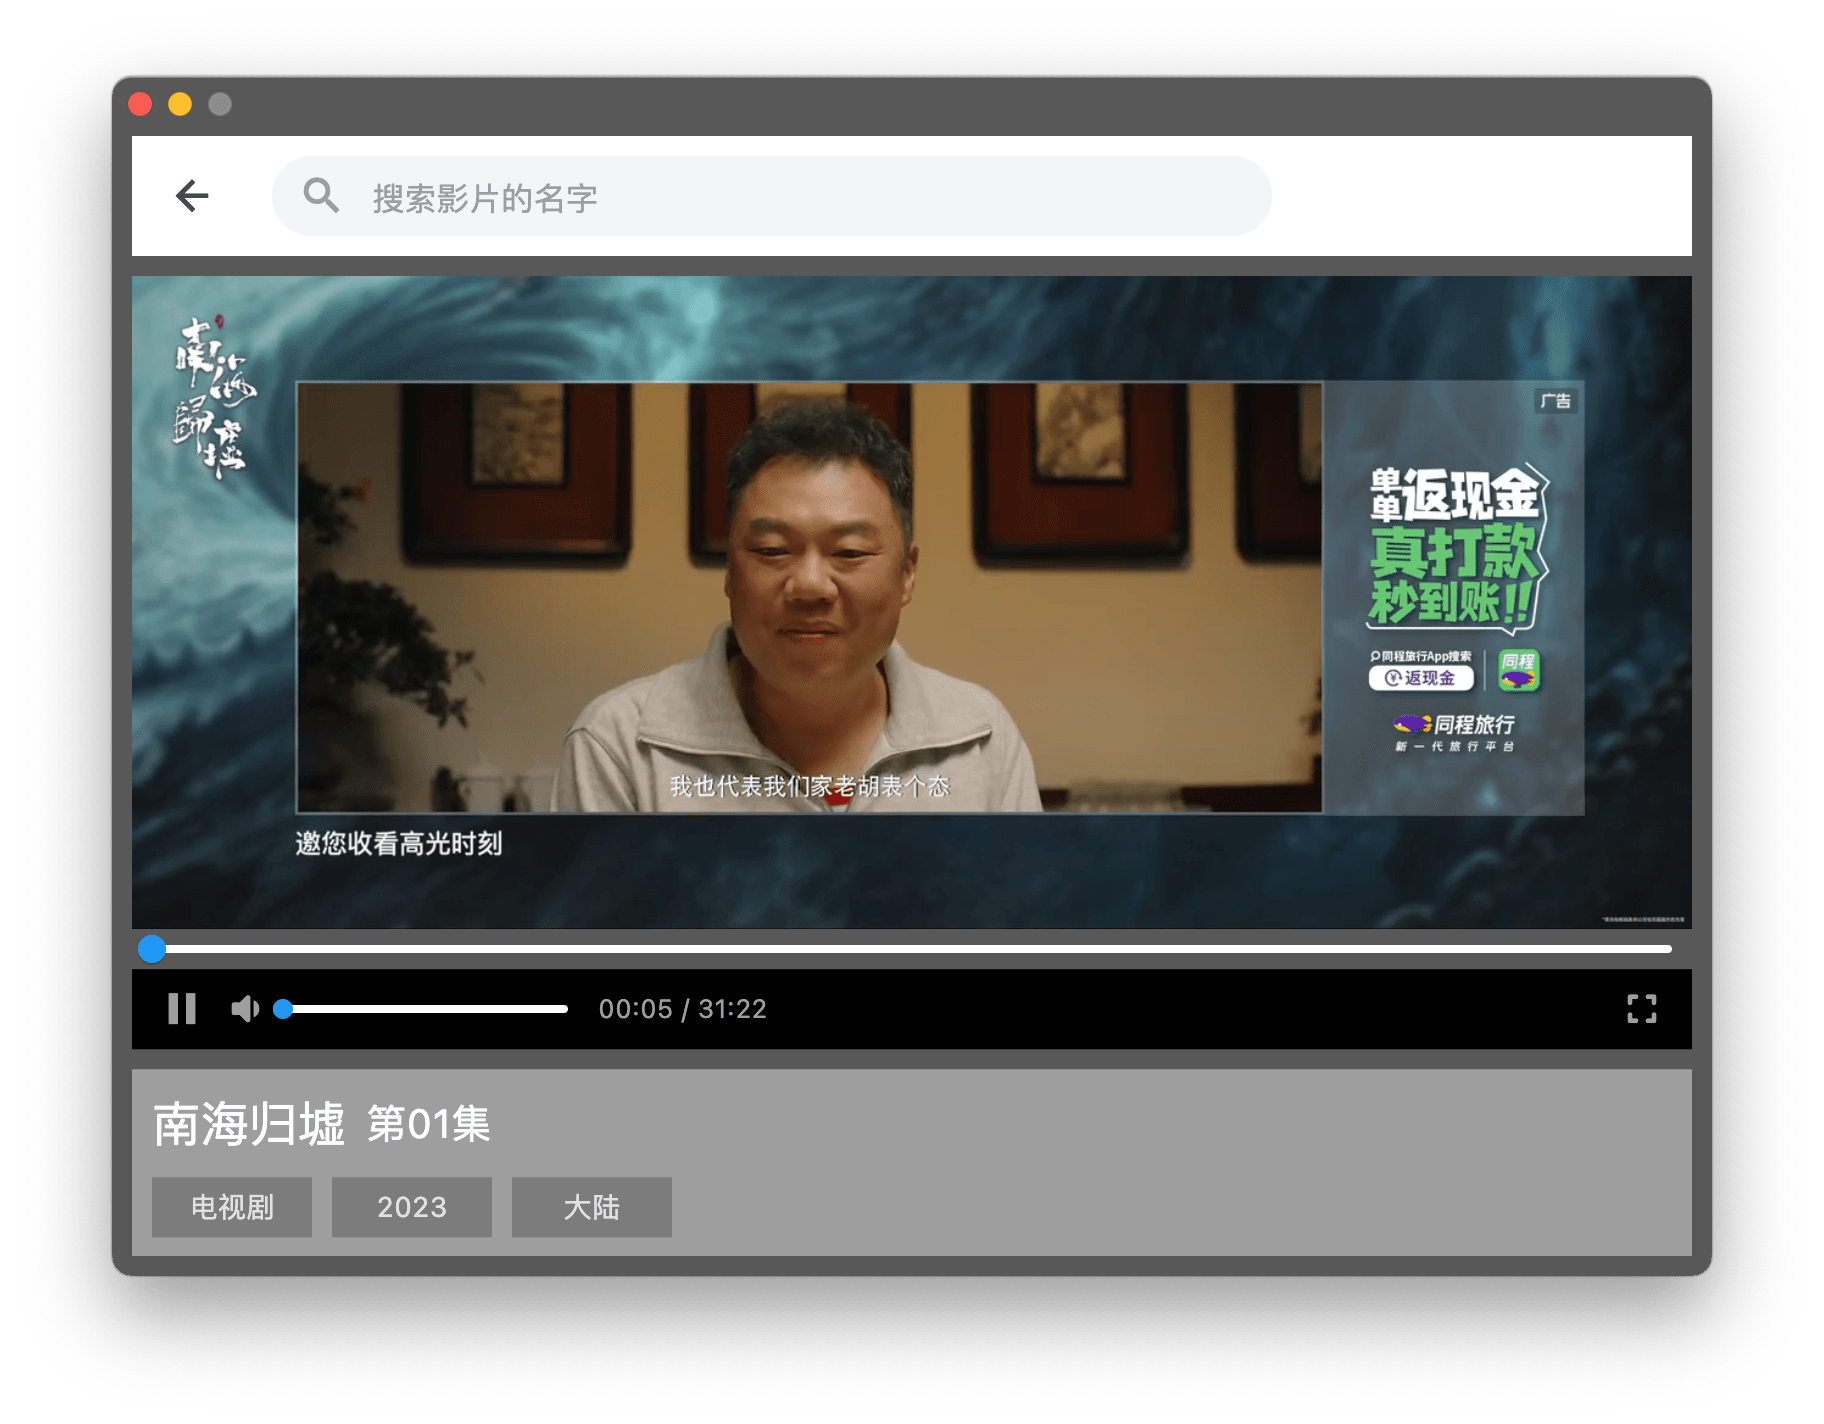 搜索影片的名字
南海歸墟
广告
单单返现金
真打款
秒到账!!
同程旅行App搜索
返现金
同程
同程旅行
新一代旅行平台
我也代表我们家老胡表个态
邀您收看高光时刻
00:05 / 31:22
南海归墟 第01集
电视剧 2023 大陆